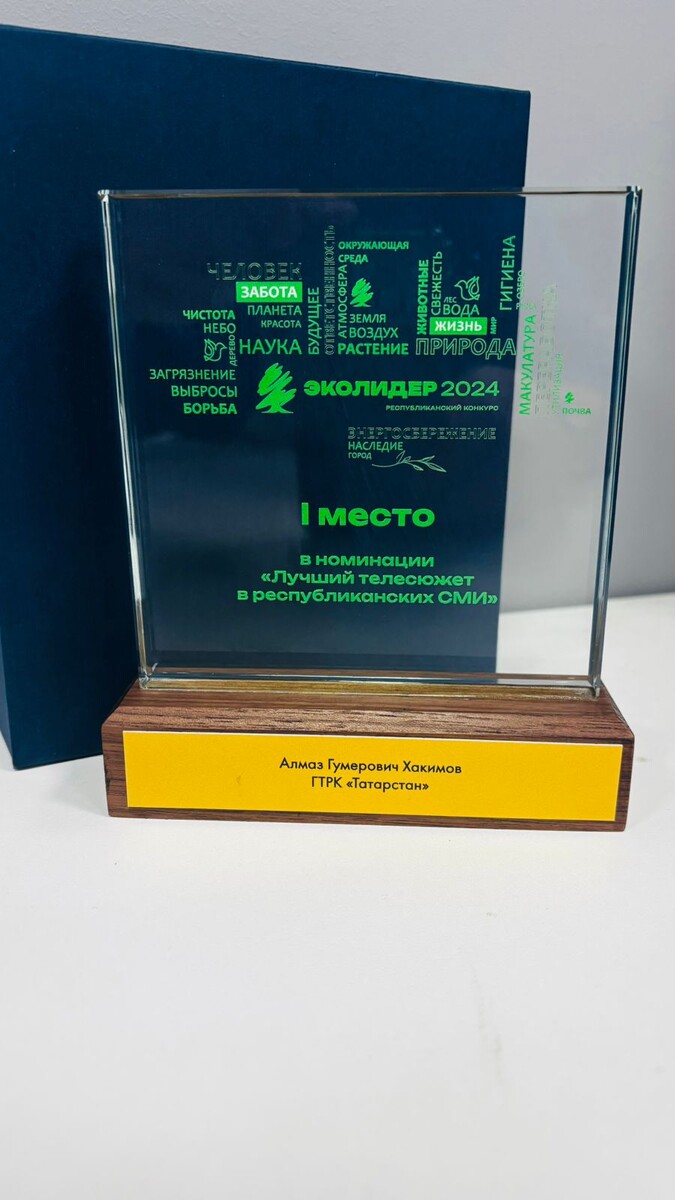 ЧЕЛОВЕК
ЗАБОТА
ПЛАНЕТА
КРАСОТА
ЧИСТОТА
НЕБО
ДЕРЕВО
НАУКА
БУДУЩЕЕ
ОТВЕТСТВЕННОСТЬ
ОКРУЖАЮЩАЯ
СРЕДА
АТМОСФЕРА
ЗЕМЛЯ
ВОЗДУХ
РАСТЕНИЕ
ЖИВОТНЫЕ
СВЕЖЕСТЬ
ЛЕС
ВОДА
ЖИЗНЬ
МИР
ПРИРОДА
ГИГИЕНА
МАКУЛАТУРА
УТИЛИЗАЦИЯ
ПОЧВА
ЗАГРЯЗНЕНИЕ
ВЫБРОСЫ
БОРЬБА
ЭКОЛИДЕР 2024
РЕСПУБЛИКАНСКИЙ КОНКУРС
ЭНЕРГОСБЕРЕЖЕНИЕ
НАСЛЕДИЕ
ГОРОД
I место
в номинации
«Лучший телесюжет
в республиканских СМИ»
Алмаз Гумерович Хакимов
ГТРК «Татарстан»